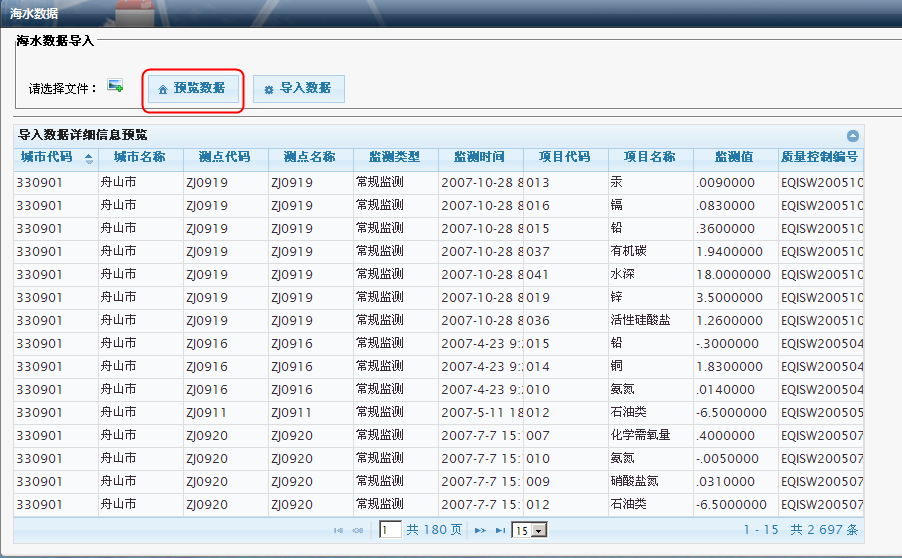 海水数据
海水数据导入
请选择文件： 预览数据 导入数据
导入数据详细信息预览
城市代码 城市名称 测点代码 测点名称 监测类型 监测时间 项目代码 项目名称 监测值 质量控制编号
330901 舟山市 ZJ0919 ZJ0919 常规监测 2007-10-28 8 013 汞 .0090000 EQISW200510
330901 舟山市 ZJ0919 ZJ0919 常规监测 2007-10-28 8 016 镉 .0830000 EQISW200510
330901 舟山市 ZJ0919 ZJ0919 常规监测 2007-10-28 8 015 铅 .3600000 EQISW200510
330901 舟山市 ZJ0919 ZJ0919 常规监测 2007-10-28 8 037 有机碳 1.9400000 EQISW200510
330901 舟山市 ZJ0919 ZJ0919 常规监测 2007-10-28 8 041 水深 18.0000000 EQISW200510
330901 舟山市 ZJ0919 ZJ0919 常规监测 2007-10-28 8 019 锌 3.5000000 EQISW200510
330901 舟山市 ZJ0919 ZJ0919 常规监测 2007-10-28 8 036 活性硅酸盐 1.2600000 EQISW200510
330901 舟山市 ZJ0916 ZJ0916 常规监测 2007-4-23 9: 015 铅 -.3000000 EQISW200504
330901 舟山市 ZJ0916 ZJ0916 常规监测 2007-4-23 9: 014 铜 1.8300000 EQISW200504
330901 舟山市 ZJ0916 ZJ0916 常规监测 2007-4-23 9: 010 氨氮 .0140000 EQISW200504
330901 舟山市 ZJ0911 ZJ0911 常规监测 2007-5-11 18 012 石油类 -6.5000000 EQISW200505
330901 舟山市 ZJ0920 ZJ0920 常规监测 2007-7-7 15: 007 化学需氧量 .4000000 EQISW200507
330901 舟山市 ZJ0920 ZJ0920 常规监测 2007-7-7 15: 010 氨氮 -.0050000 EQISW200507
330901 舟山市 ZJ0920 ZJ0920 常规监测 2007-7-7 15: 009 硝酸盐氮 .0310000 EQISW200507
330901 舟山市 ZJ0920 ZJ0920 常规监测 2007-7-7 15: 012 石油类 -6.5000000 EQISW200507
1 共 180 页 15 1 - 15 共 2 697 条